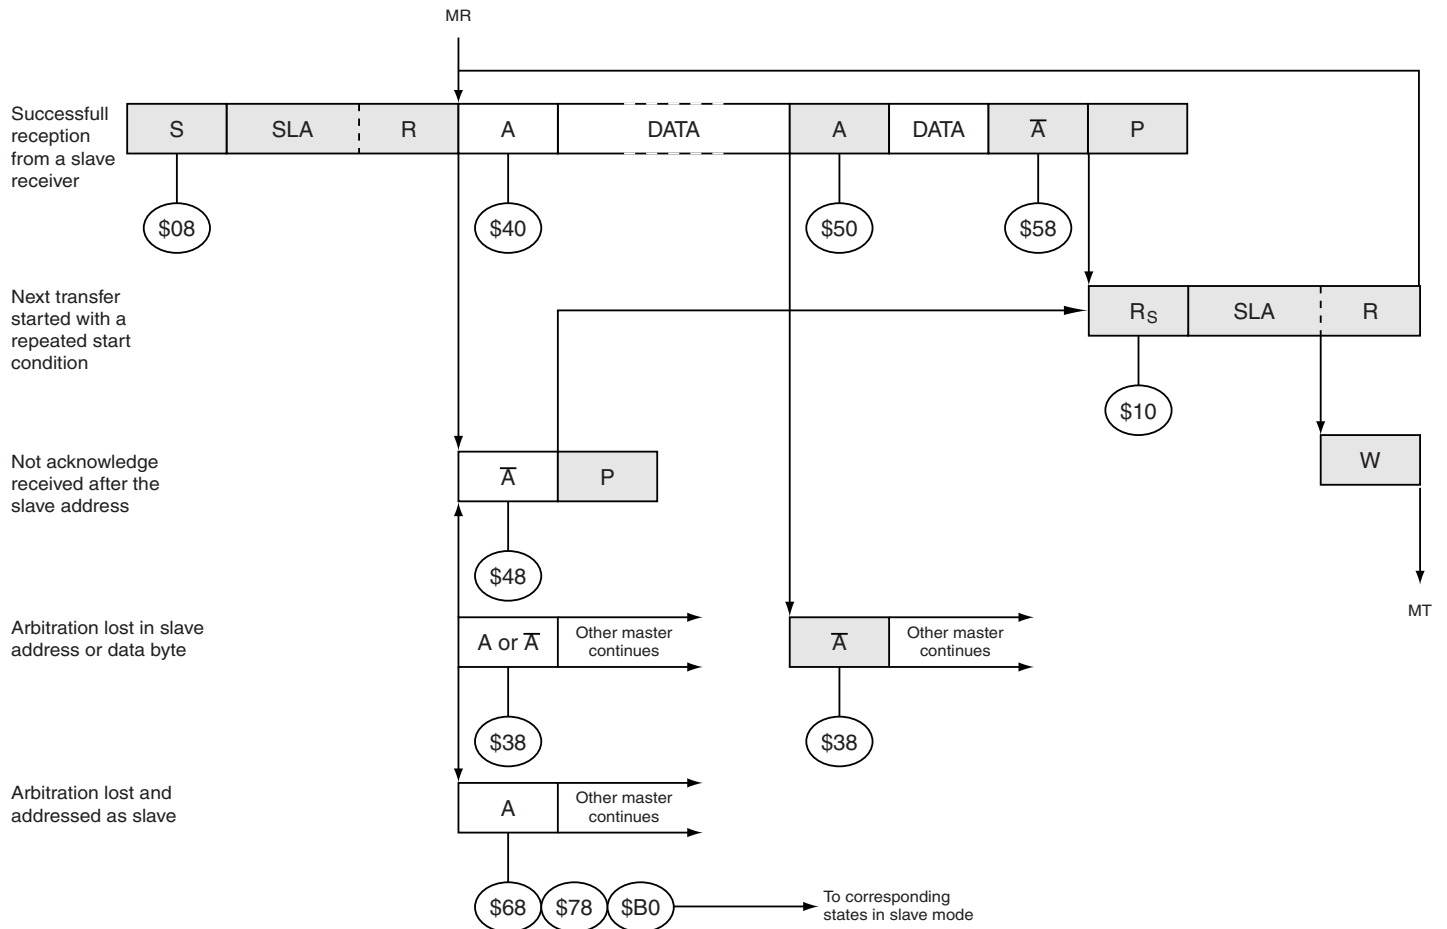 MR
Successfull
reception
from a slave
receiver
S
SLA
R
A
DATA
A
DATA
A̅
P
$08
$40
$50
$58
Next transfer
started with a
repeated start
condition
RS
SLA
R
$10
Not acknowledge
received after the
slave address
A̅
P
W
$48
MT
Arbitration lost in slave
address or data byte
A or A̅
Other master
continues
A̅
Other master
continues
$38
$38
Arbitration lost and
addressed as slave
A
Other master
continues
$68
$78
$B0
To corresponding
states in slave mode